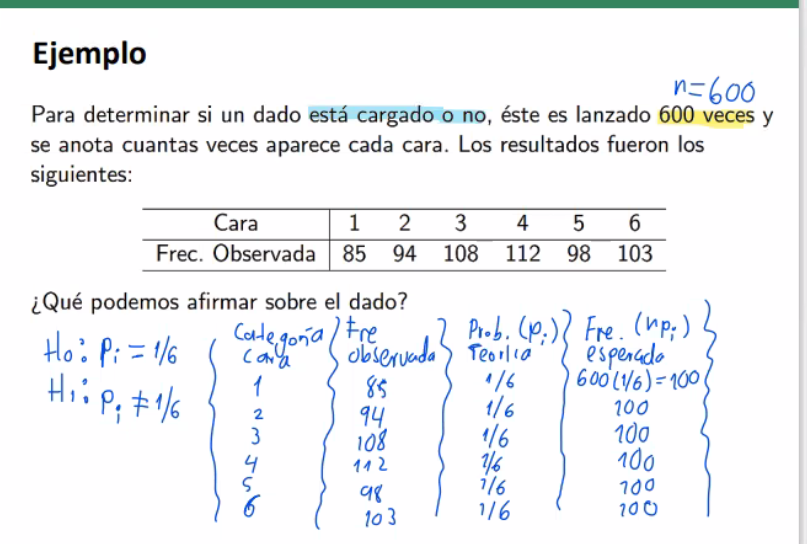 Ejemplo
n=600
Para determinar si un dado está cargado o no, éste es lanzado 600 veces y
se anota cuantas veces aparece cada cara. Los resultados fueron los
siguientes:
Cara 1 2 3 4 5 6
Frec. Observada 85 94 108 112 98 103
¿Qué podemos afirmar sobre el dado?
Ho: Pi = 1/6
H1: Pi ≠ 1/6
Categoría Fre Prob. (Pi) Fre. (npi)
Cara observada Teorica esperada
1 85 1/6 600(1/6)=100
2 94 1/6 100
3 108 1/6 100
4 112 1/6 100
5 98 1/6 100
6 103 1/6 100